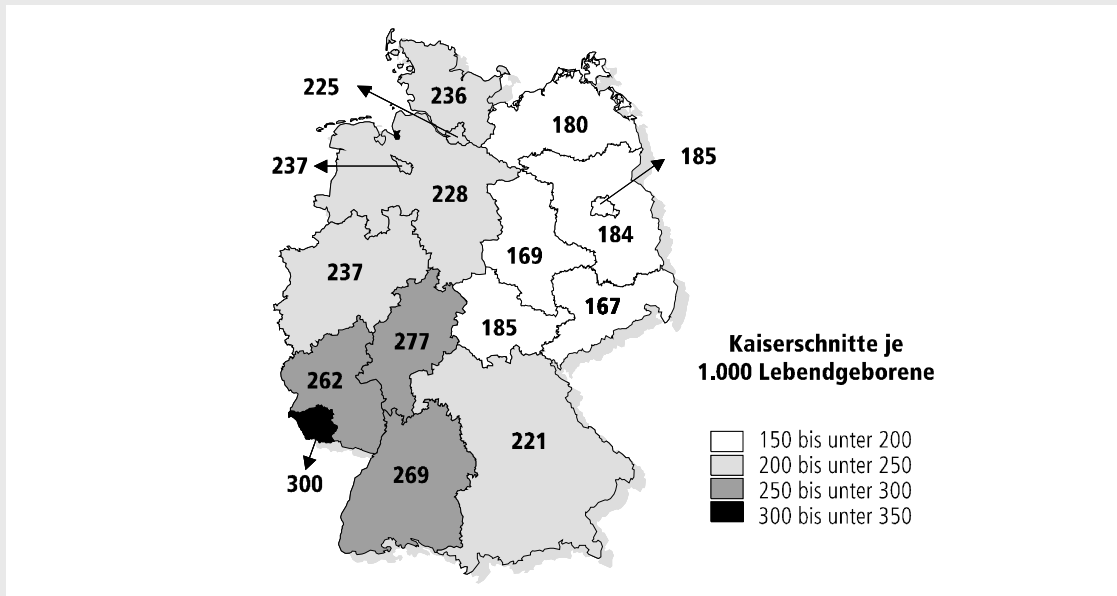 225
236
180
237
185
228
184
169
237
167
185
277
262
Kaiserschnitte je
1.000 Lebendgeborene
221
269
300
150 bis unter 200
200 bis unter 250
250 bis unter 300
300 bis unter 350